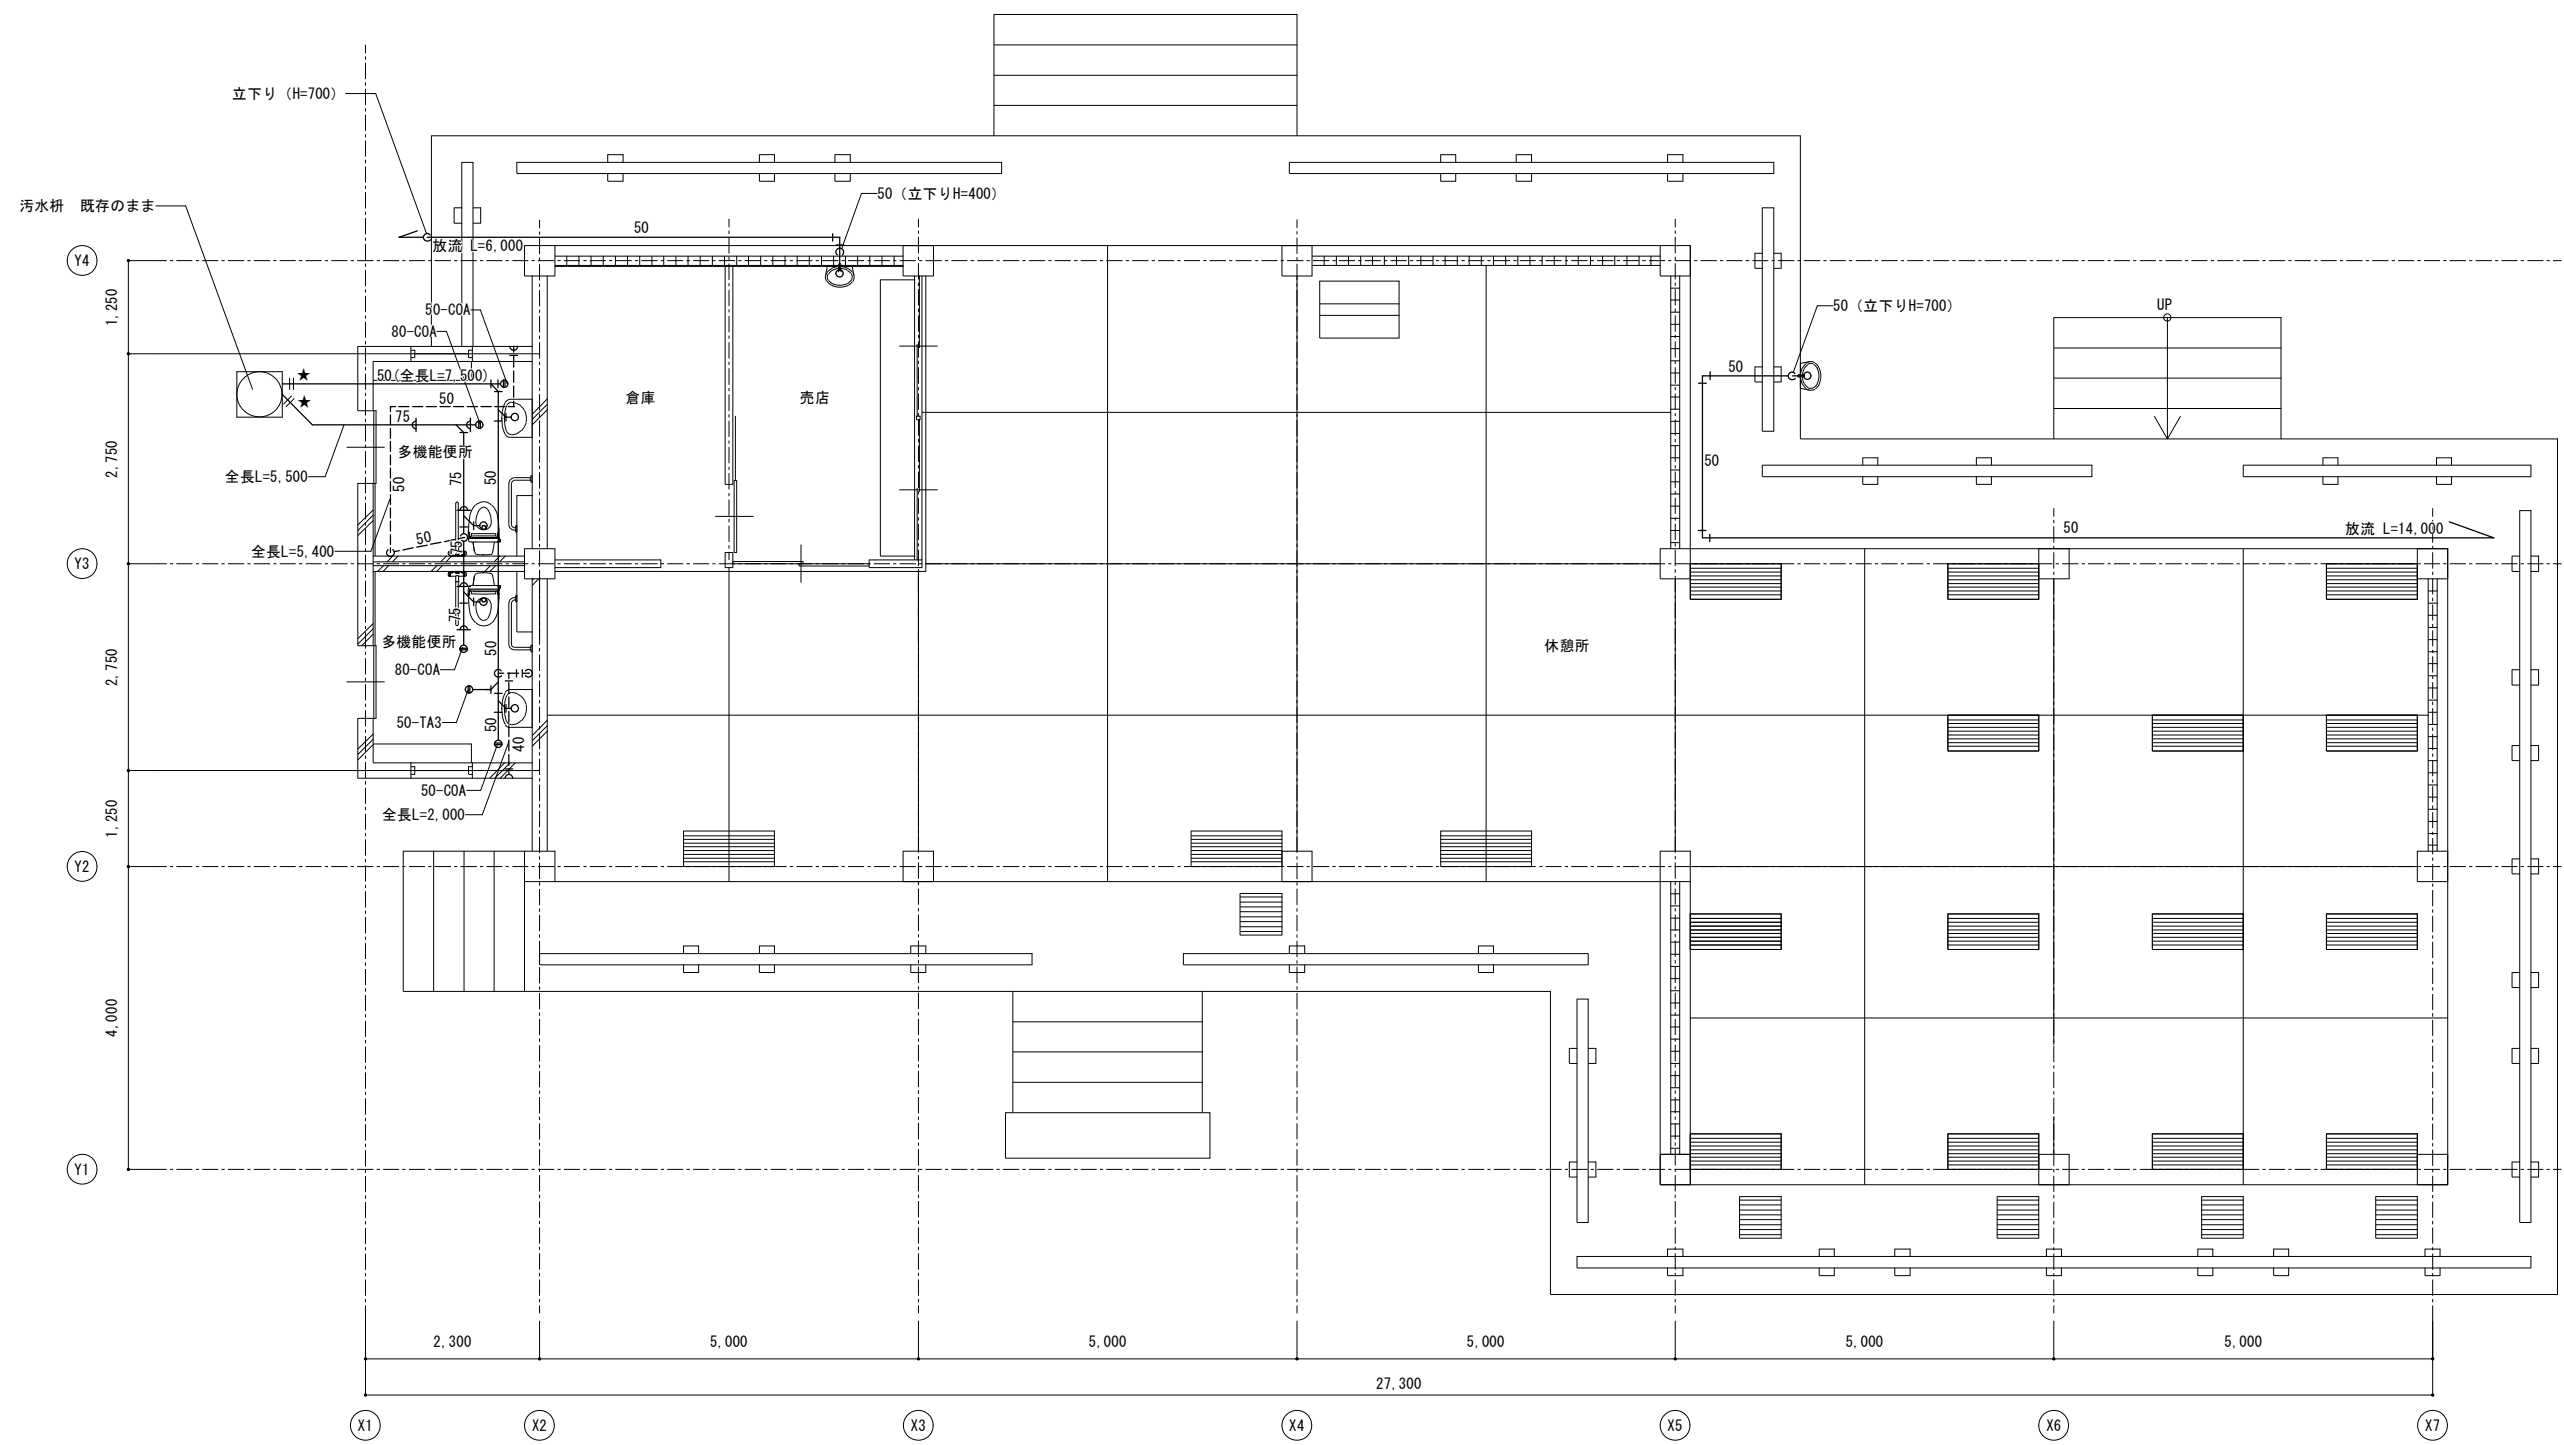 立下り（H=700）
汚水枡　既存のまま
50（立下りH=400）
50
放流 L=6,000
Y4
1,250
50-COA
80-COA
50（立下りH=700）
UP
50(全長L=7,500)
★
★
50
75
倉庫
売店
50
多機能便所
2,750
全長L=5,500
50
75
50
50
50
放流 L=14,000
50
75
全長L=5,400
Y3
75
多機能便所
50
休憩所
2,750
80-COA
50-TA3
50
40
50-COA
全長L=2,000
1,250
Y2
4,000
Y1
2,300
5,000
5,000
5,000
5,000
5,000
27,300
X1
X2
X3
X4
X5
X6
X7